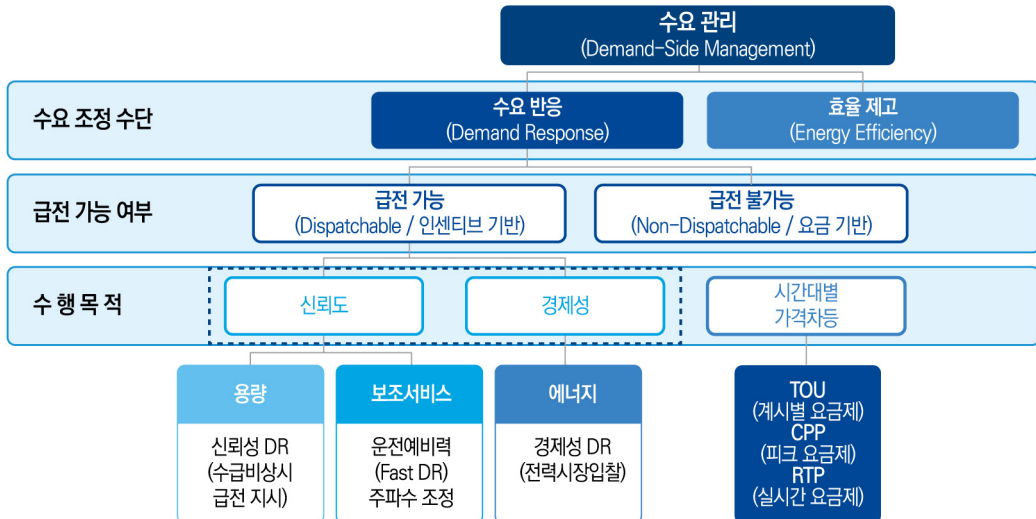 수요 관리
(Demand-Side Management)
수요 조정 수단
수요 반응
(Demand Response)
효율 제고
(Energy Efficiency)
급전 가능 여부
급전 가능
(Dispatchable / 인센티브 기반)
급전 불가능
(Non-Dispatchable / 요금 기반)
수 행 목 적
신뢰도
경제성
시간대별
가격차등
용량
신뢰성 DR
(수급비상시
급전 지시)
보조서비스
운전예비력
(Fast DR)
주파수 조정
에너지
경제성 DR
(전력시장입찰)
TOU
(계시별 요금제)
CPP
(피크 요금제)
RTP
(실시간 요금제)